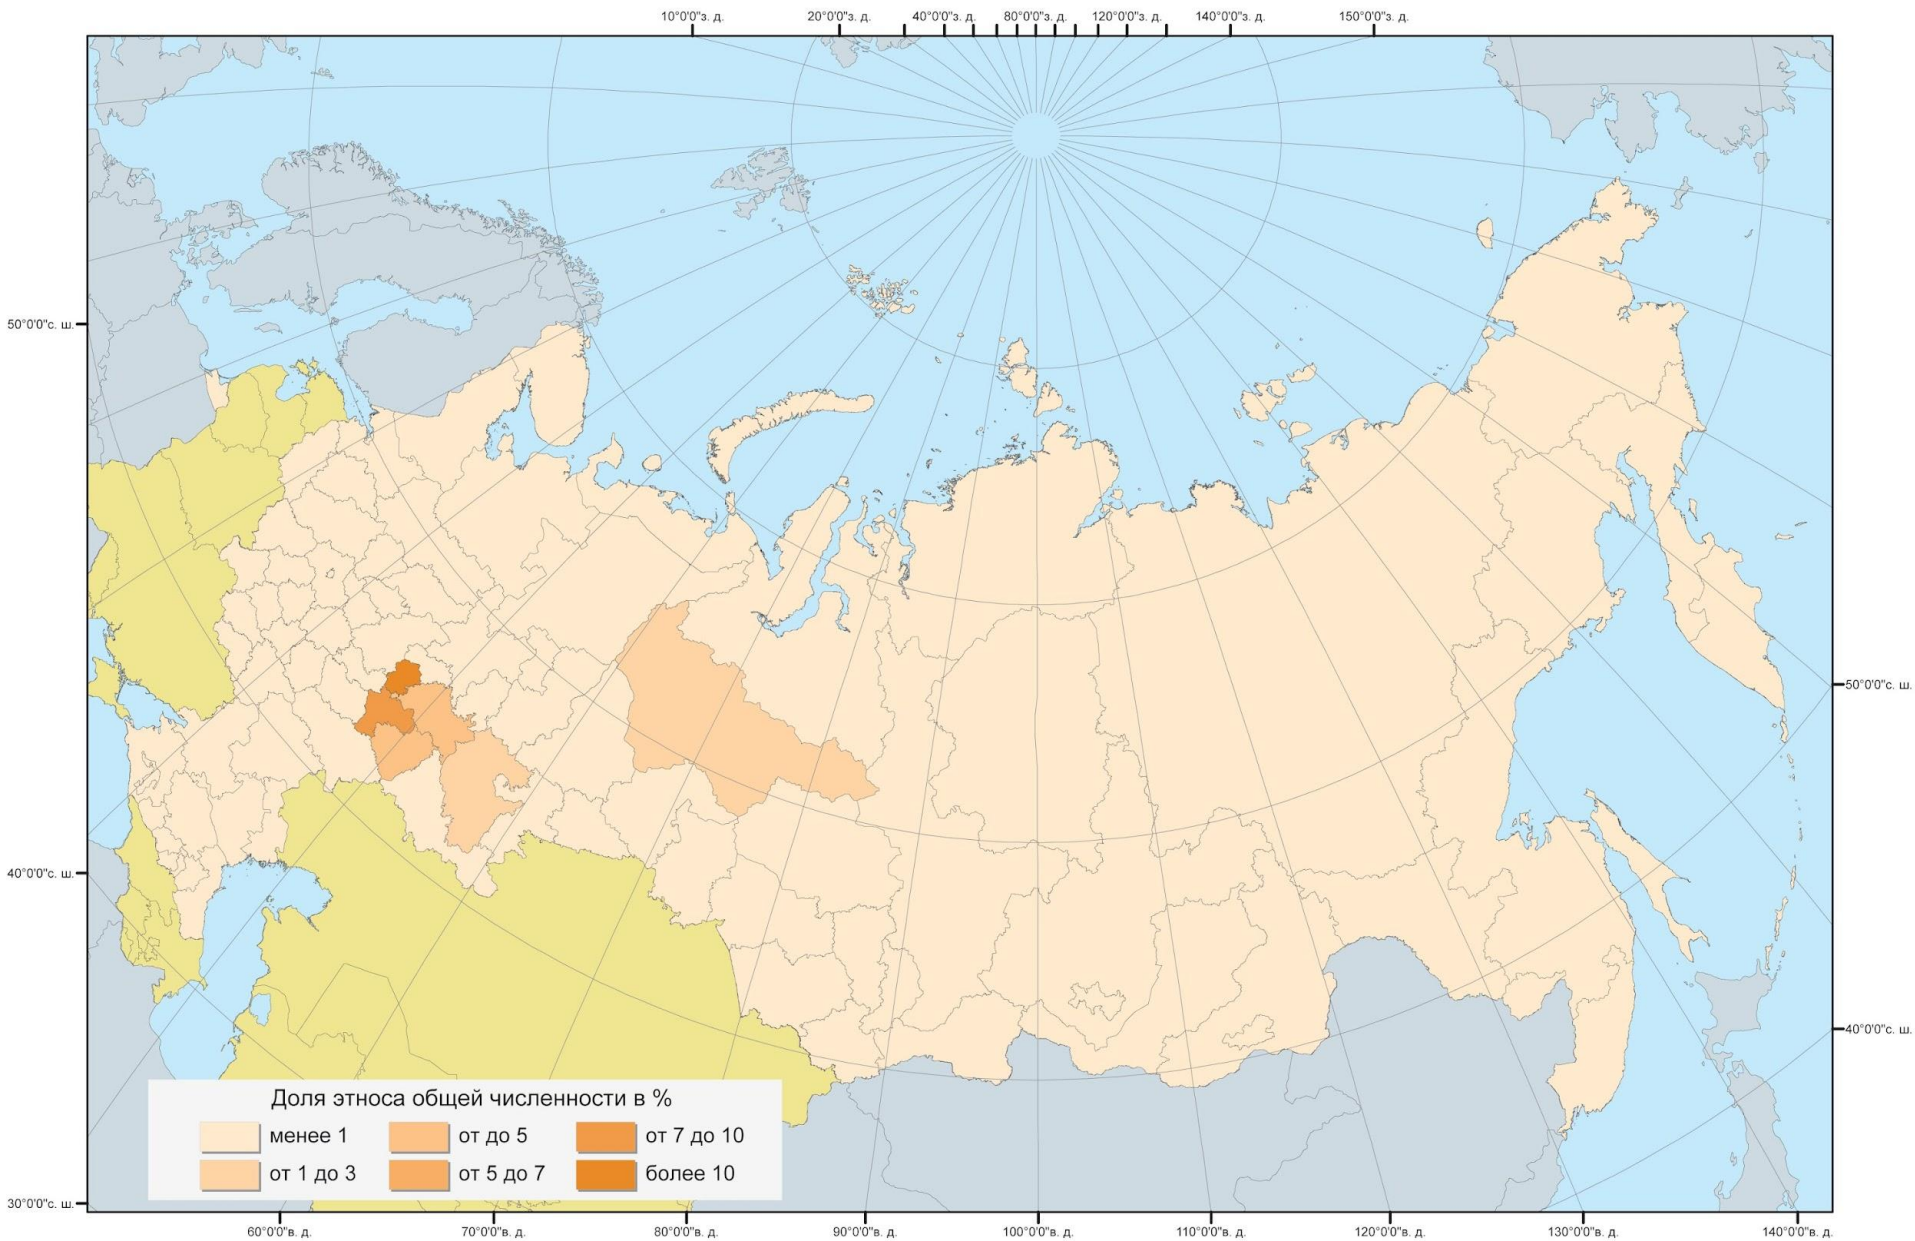 10°0'0"з. д.
20°0'0"з. д.
40°0'0"з. д.
80°0'0"з. д.
120°0'0"з. д.
140°0'0"з. д.
150°0'0"з. д.
50°0'0"с. ш.
50°0'0"с. ш.
40°0'0"с. ш.
40°0'0"с. ш.
30°0'0"с. ш.
Доля этноса общей численности в %
менее 1
от до 5
от 7 до 10
от 1 до 3
от 5 до 7
более 10
60°0'0"в. д.
70°0'0"в. д.
80°0'0"в. д.
90°0'0"в. д.
100°0'0"в. д.
110°0'0"в. д.
120°0'0"в. д.
130°0'0"в. д.
140°0'0"в. д.